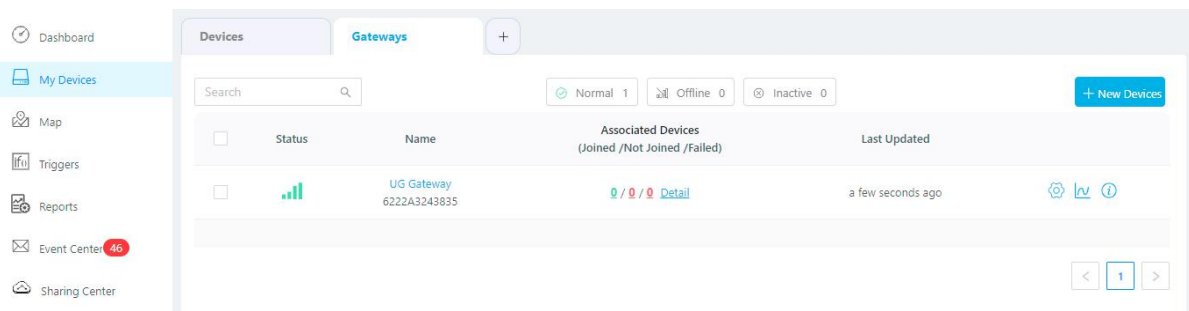 Dashboard
My Devices
Map
Triggers
Reports
Event Center 46
Sharing Center
Devices
Gateways
+
Search
Normal 1
Offline 0
Inactive 0
+ New Devices
Status
Name
Associated Devices
(Joined /Not Joined /Failed)
Last Updated
UG Gateway
6222A3243835
0 / 0 / 0 Detail
a few seconds ago
< 1 >